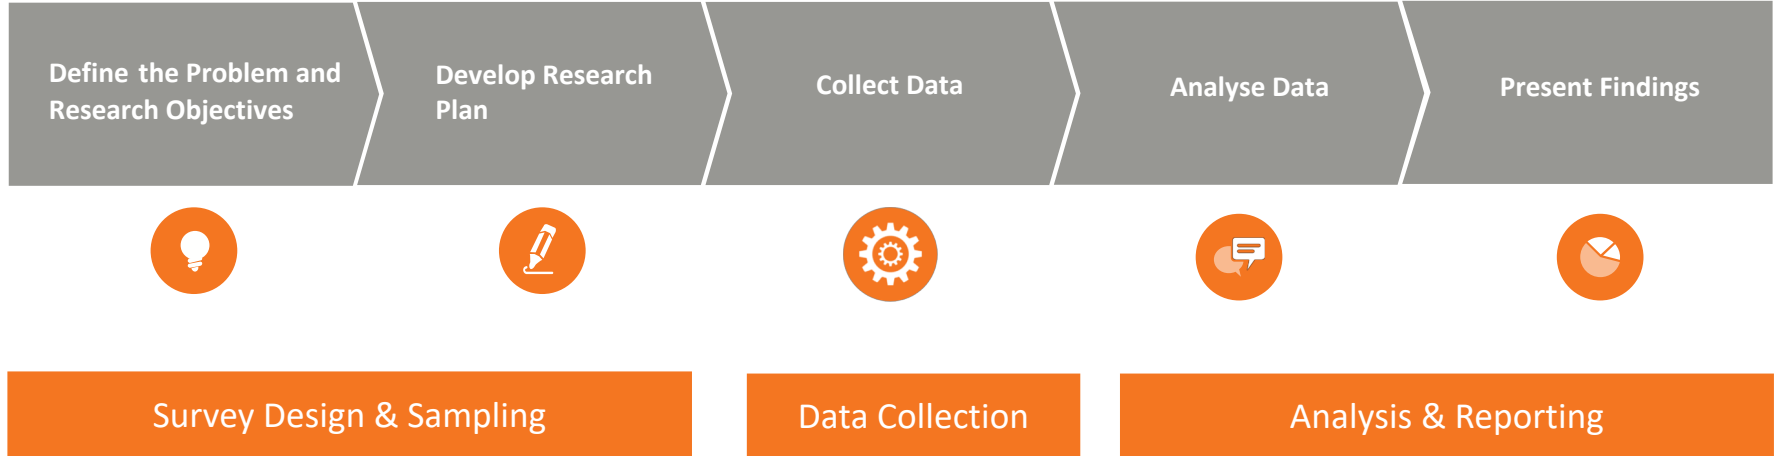 Define the Problem and
Research Objectives
Develop Research
Plan
Collect Data
Analyse Data
Present Findings
Survey Design & Sampling
Data Collection
Analysis & Reporting